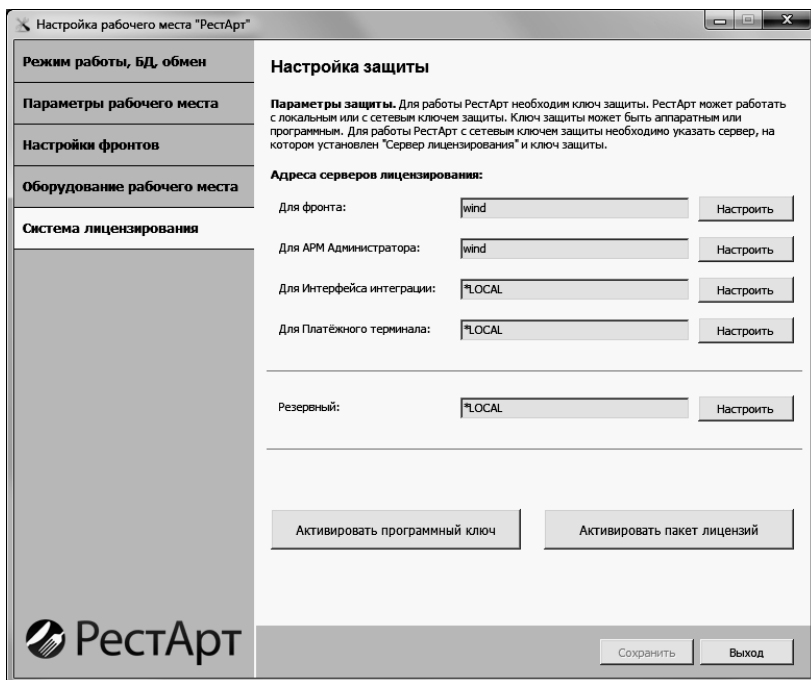 Настройка рабочего места "РестАрт"
Режим работы, БД, обмен
Параметры рабочего места
Настройки фронтов
Оборудование рабочего места
Система лицензирования
Настройка защиты
Параметры защиты. Для работы РестАрт необходим ключ защиты. РестАрт может работать
с локальным или с сетевым ключем защиты. Ключ защиты может быть аппаратным или
программным. Для работы РестАрт с сетевым ключем защиты необходимо указать сервер, на
котором установлен "Сервер лицензирования" и ключ защиты.
Адреса серверов лицензирования:
Для фронта: wind Настроить
Для АРМ Администратора: wind Настроить
Для Интерфейса интеграции: *LOCAL Настроить
Для Платёжного терминала: *LOCAL Настроить
Резервный: *LOCAL Настроить
Активировать программный ключ Активировать пакет лицензий
РестАрт
Сохранить Выход